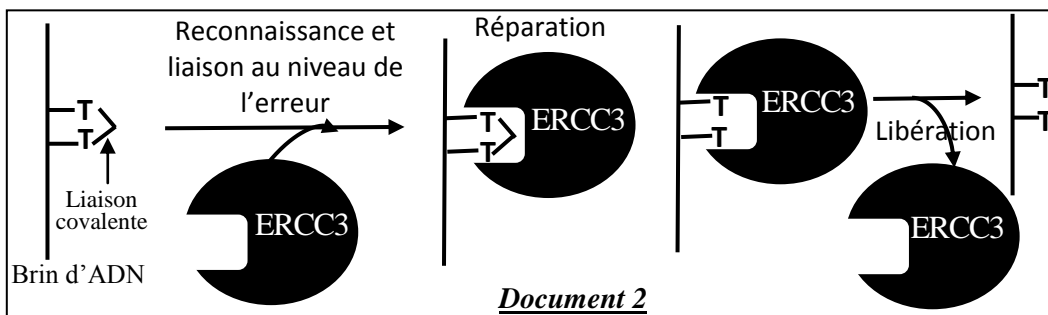 T
T
Liaison
covalente
Brin d’ADN
Reconnaissance et
liaison au niveau de
l’erreur
ERCC3
Réparation
T
T
ERCC3
T
T
ERCC3
Libération
ERCC3
T
T
Document 2